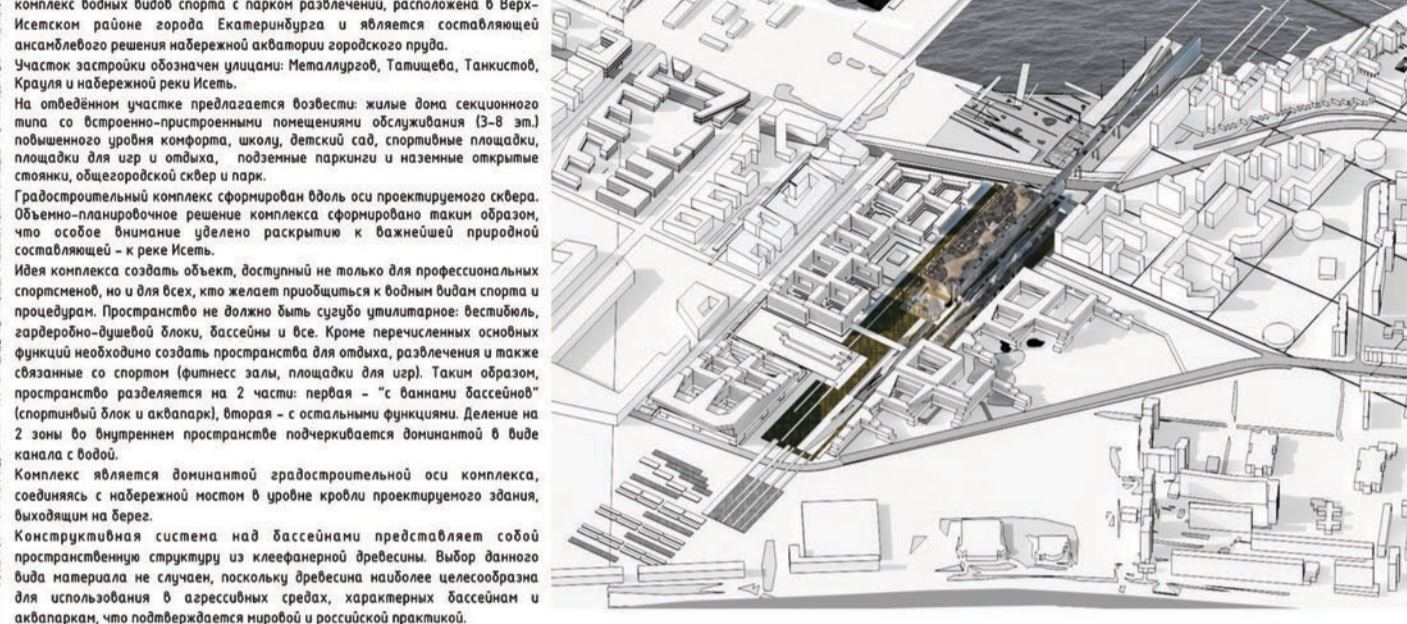 комплекс водных видов спорта с парком развлечений, расположена в Верх-
Исетском районе города Екатеринбурга и является составляющей
ансамблевого решения набережной акватории городского пруда.
Участок застройки обозначен улицами: Металлургов, Татищева, Танкистов,
Крауля и набережной реки Исеть.
На отведённом участке предлагается возвести: жилые дома секционного
типа со встроенно-пристроенными помещениями обслуживания (3-8 эт.)
повышенного уровня комфорта, школу, детский сад, спортивные площадки,
площадки для игр и отдыха, подземные паркинги и наземные открытые
стоянки, общегородской сквер и парк.
Градостроительный комплекс сформирован вдоль оси проектируемого сквера.
Объемно-планировочное решение комплекса сформировано таким образом,
что особое внимание уделено раскрытию к важнейшей природной
составляющей - к реке Исеть.
Идея комплекса создать объект, доступный не только для профессиональных
спортсменов, но и для всех, кто желает приобщиться к водным видам спорта и
процедурам. Пространство не должно быть сугубо утилитарное: вестибюль,
гардеробно-душевой блоки, бассейны и все. Кроме перечисленных основных
функций необходимо создать пространства для отдыха, развлечения и также
связанные со спортом (фитнесс залы, площадки для игр). Таким образом,
пространство разделяется на 2 части: первая - "с ваннами бассейнов"
(спортинвый блок и аквапарк), вторая - с остальными функциями. Деление на
2 зоны во внутреннем пространстве подчеркивается доминантой в виде
канала с водой.
Комплекс является доминантой градостроительной оси комплекса,
соединяясь с набережной мостом в уровне кровли проектируемого здания,
выходящим на берег.
Конструктивная система над бассейнами представляет собой
пространственную структуру из клеефанерной древесины. Выбор данного
вида материала не случаен, поскольку древесина наиболее целесообразна
для использования в агрессивных средах, характерных бассейнам и
аквапаркам, что подтверждается мировой и российской практикой.